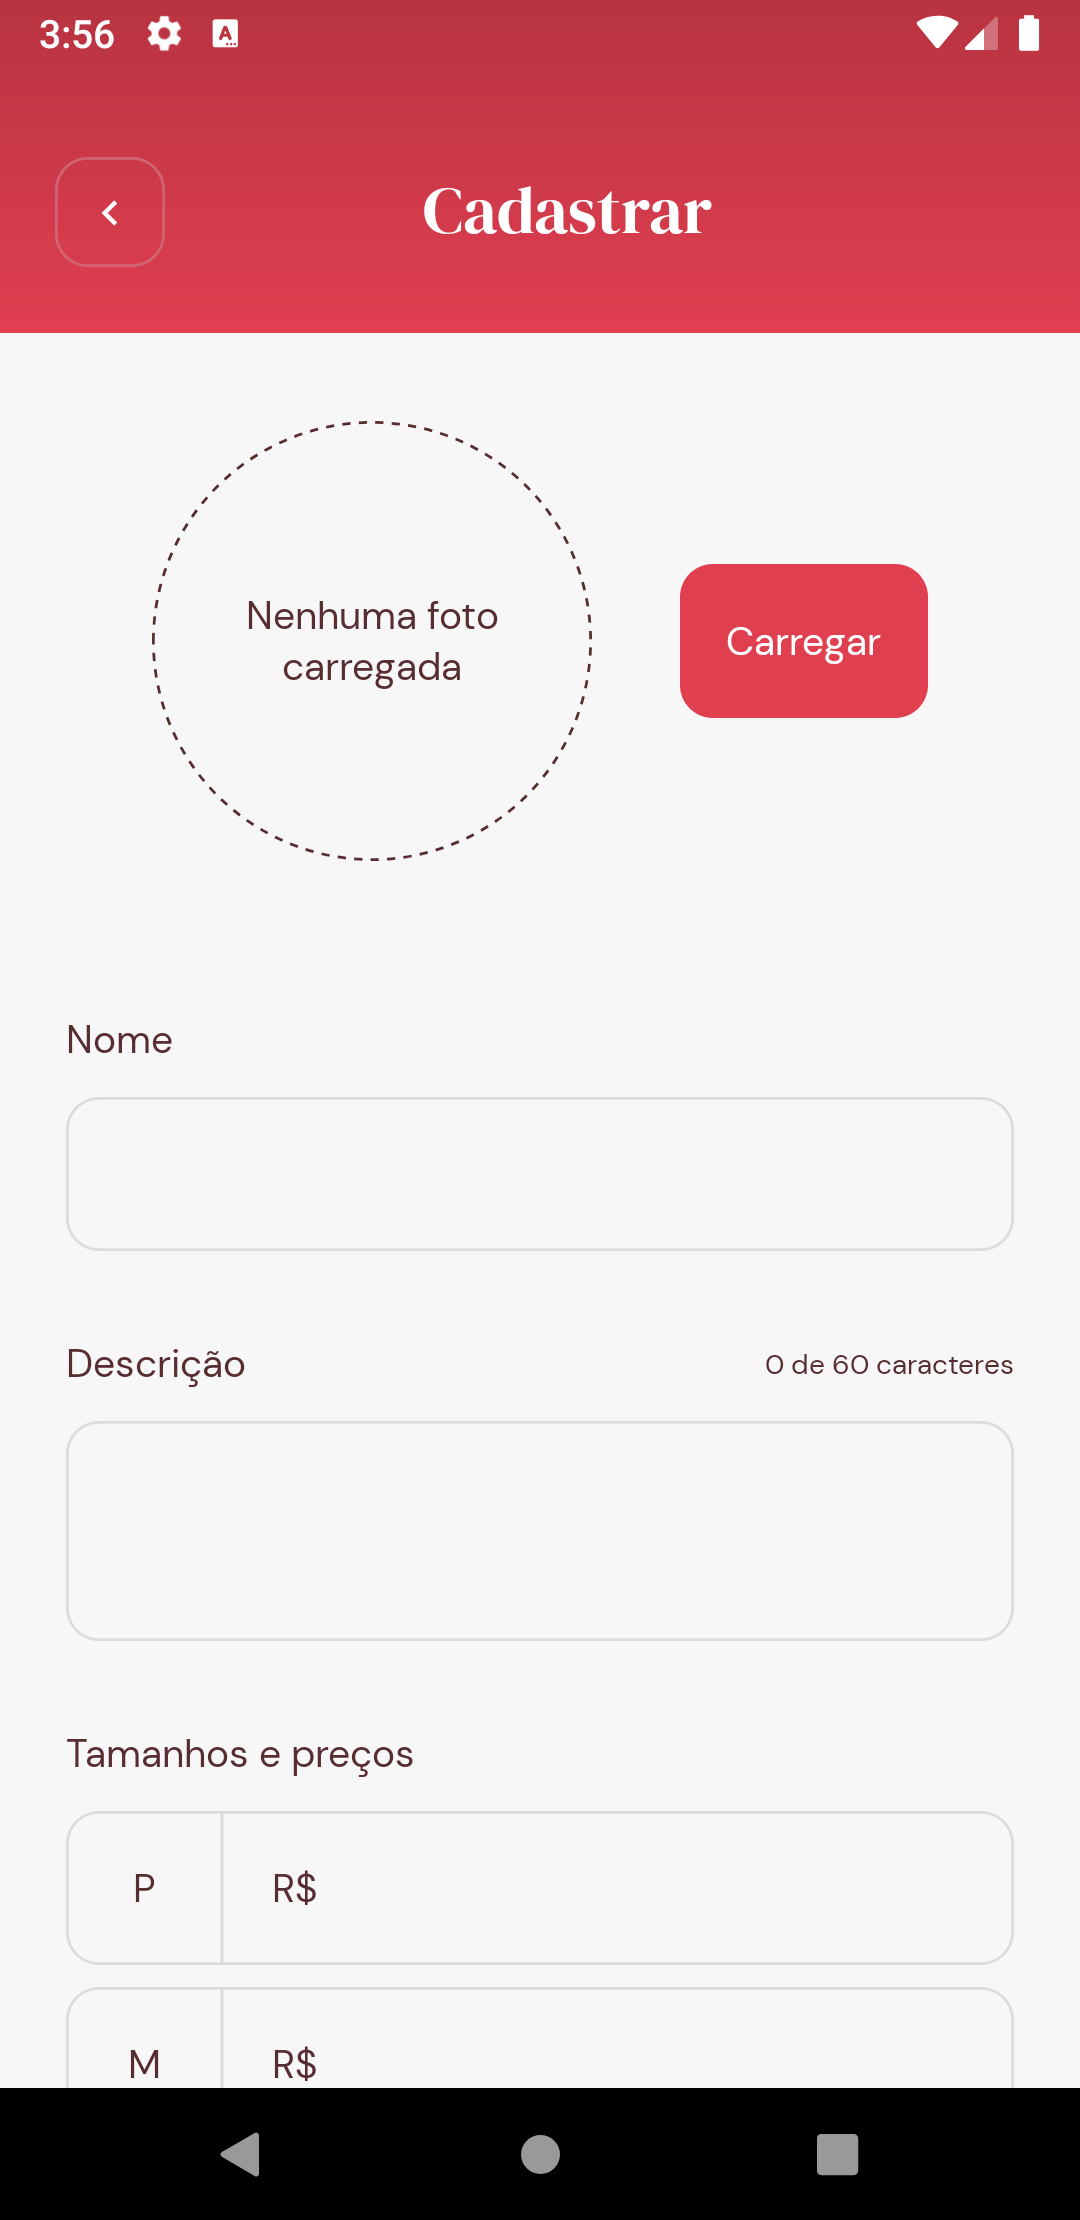 3:56
Cadastrar
Nenhuma foto
carregada
Carregar
Nome
Descrição
0 de 60 caracteres
Tamanhos e preços
P R$
M R$